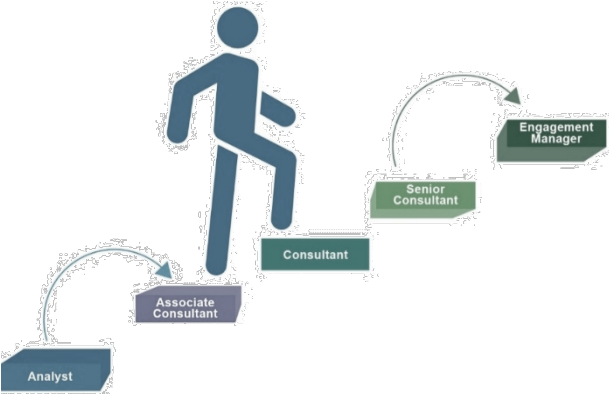 Engagement
Manager
Senior
Consultant
Consultant
Associate
Consultant
Analyst